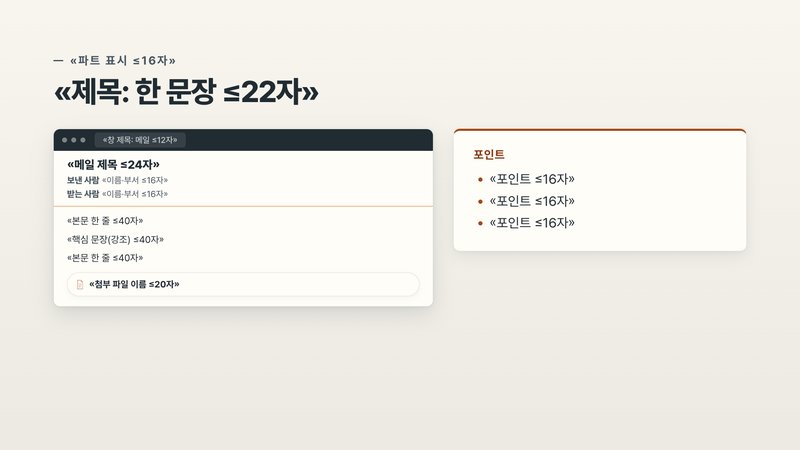 — «파트 표시 ≤16자»
«제목: 한 문장 ≤22자»
«창 제목: 메일 ≤12자»
«메일 제목 ≤24자»
보낸 사람 «이름·부서 ≤16자»
받는 사람 «이름·부서 ≤16자»
«본문 한 줄 ≤40자»
«핵심 문장(강조) ≤40자»
«본문 한 줄 ≤40자»
«첨부 파일 이름 ≤20자»
포인트
• «포인트 ≤16자»
• «포인트 ≤16자»
• «포인트 ≤16자»